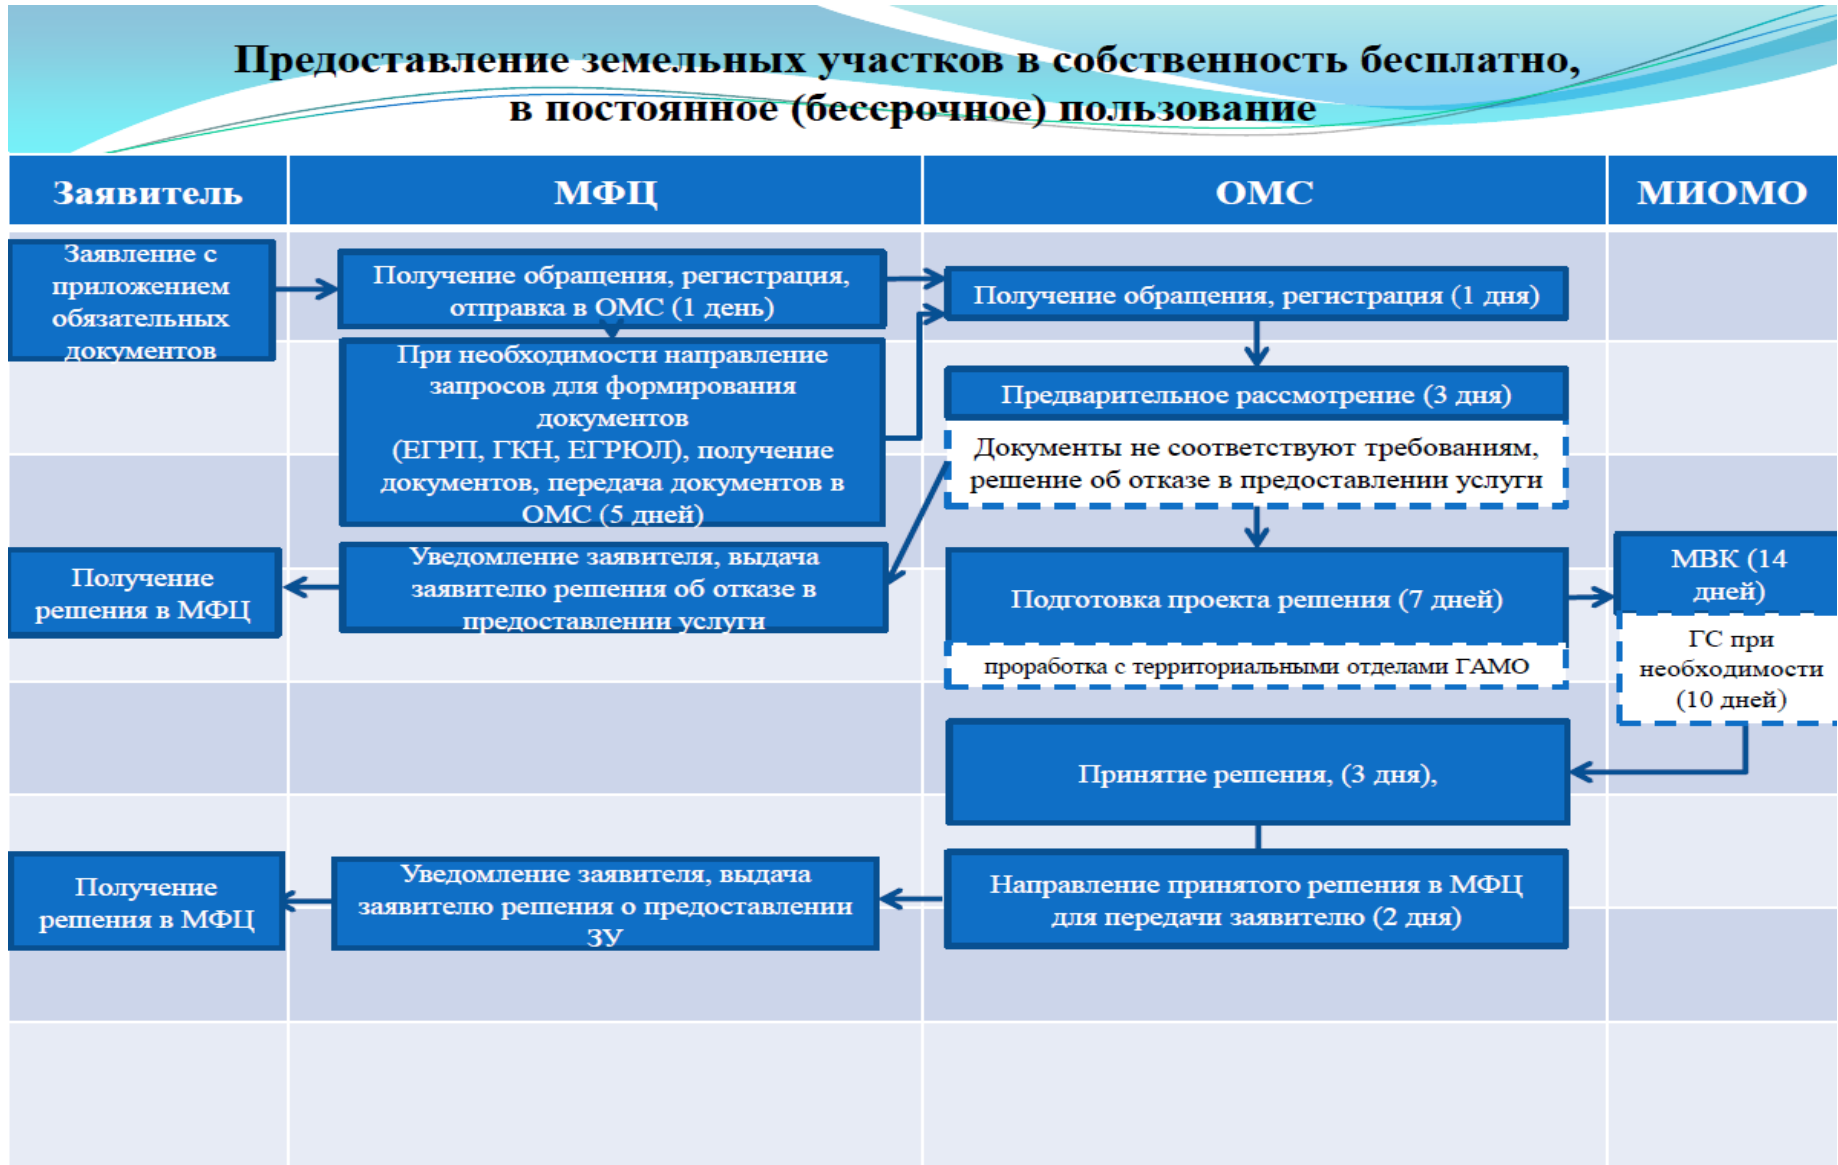 Предоставление земельных участков в собственность бесплатно,
в постоянное (бессрочное) пользование
Заявитель
МФЦ
ОМС
МИОМО
Заявление с
приложением
обязательных
документов
Получение обращения, регистрация,
отправка в ОМС (1 день)
Получение обращения, регистрация (1 дня)
При необходимости направление
запросов для формирования
документов
(ЕГРП, ГКН, ЕГРЮЛ), получение
документов, передача документов в
ОМС (5 дней)
Предварительное рассмотрение (3 дня)
Документы не соответствуют требованиям,
решение об отказе в предоставлении услуги
Получение
решения в МФЦ
Уведомление заявителя, выдача
заявителю решения об отказе в
предоставлении услуги
Подготовка проекта решения (7 дней)
проработка с территориальными отделами ГАМО
МВК (14
дней)
ГС при
необходимости
(10 дней)
Принятие решения, (3 дня),
Получение
решения в МФЦ
Уведомление заявителя, выдача
заявителю решения о предоставлении
ЗУ
Направление принятого решения в МФЦ
для передачи заявителю (2 дня)